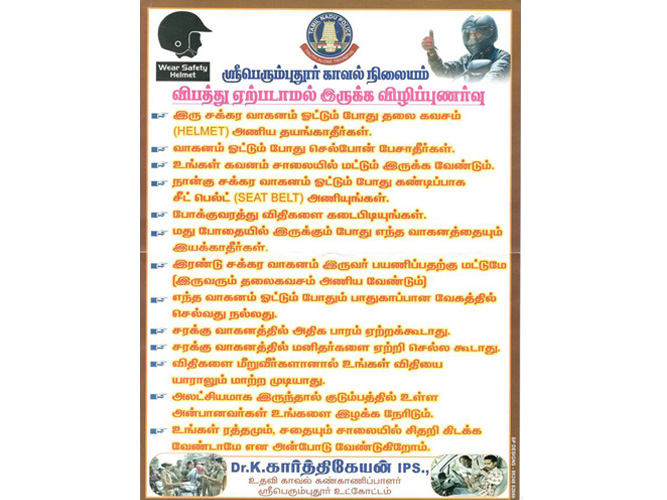 TAMIL NADU POLICE
Wear Safety
Helmet
ஸ்ரீபெரும்புதூர் காவல் நிலையம்
விபத்து ஏற்படாமல் இருக்க விழிப்புணர்வு
இரு சக்கர வாகனம் ஓட்டும் போது தலை கவசம்
(HELMET) அணிய தயங்காதீர்கள்.
வாகனம் ஓட்டும் போது செல்போன் பேசாதீர்கள்.
உங்கள் கவனம் சாலையில் மட்டும் இருக்க வேண்டும்.
நான்கு சக்கர வாகனம் ஓட்டும் போது கண்டிப்பாக
சீட் பெல்ட் (SEAT BELT) அணியுங்கள்.
போக்குவரத்து விதிகளை கடைபிடியுங்கள்.
மது போதையில் இருக்கும் போது எந்த வாகனத்தையும்
இயக்காதீர்கள்.
இரண்டு சக்கர வாகனம் இருவர் பயணிப்பதற்கு மட்டுமே
(இருவரும் தலைகவசம் அணிய வேண்டும்)
எந்த வாகனம் ஓட்டும் போதும் பாதுகாப்பான வேகத்தில்
செல்வது நல்லது.
சரக்கு வாகனத்தில் அதிக பாரம் ஏற்றக்கூடாது.
சரக்கு வாகனத்தில் மனிதர்களை ஏற்றி செல்ல கூடாது.
விதிகளை மீறுவீர்களானால் உங்கள் விதியை
யாராலும் மாற்ற முடியாது.
அலட்சியமாக இருந்தால் குடும்பத்தில் உள்ள
அன்பானவர்கள் உங்களை இழக்க நேரிடும்.
உங்கள் ரத்தமும், சதையும் சாலையில் சிதறி கிடக்க
வேண்டாமே என அன்போடு வேண்டுகிறோம்.
Dr.K.கார்த்திகேயன் IPS.,
உதவி காவல் கண்காணிப்பாளர்
ஸ்ரீபெரும்புதூர் உட்கோட்டம்